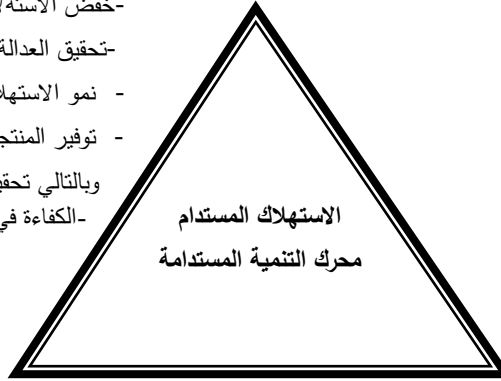 -خفض
-تحقيق العدالة
- نمو
- توفير
وبالتالي
-الكفاءة في
الاستهلاك المستدام
محرك التنمية المستدامة